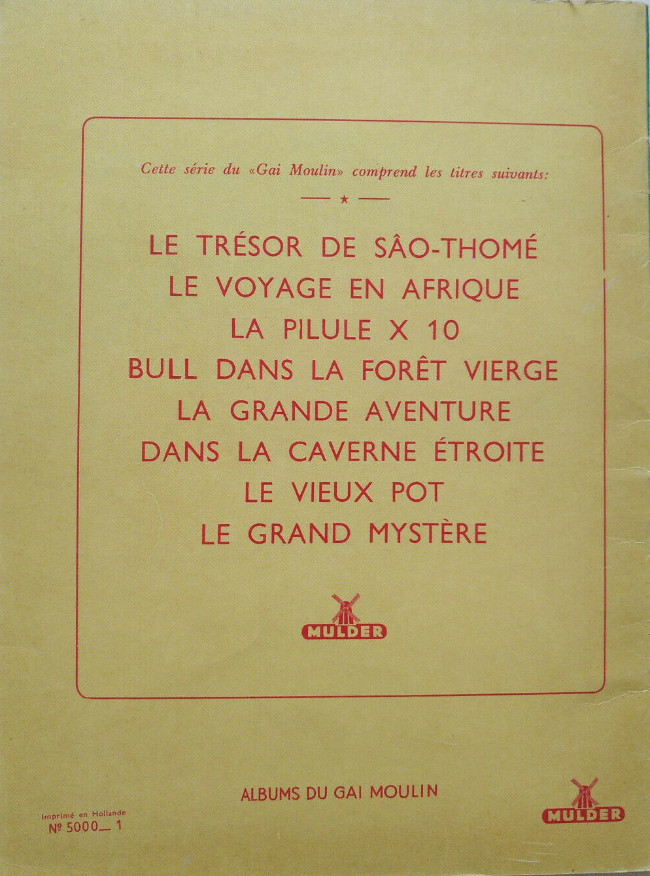 Cette série du «Gai Moulin» comprend les titres suivants:
LE TRÉSOR DE SÂO-THOMÉ
LE VOYAGE EN AFRIQUE
LA PILULE X 10
BULL DANS LA FORÊT VIERGE
LA GRANDE AVENTURE
DANS LA CAVERNE ÉTROITE
LE VIEUX POT
LE GRAND MYSTÈRE
MULDER
ALBUMS DU GAI MOULIN
Imprimé en Hollande
Nº 5000_ 1
MULDER